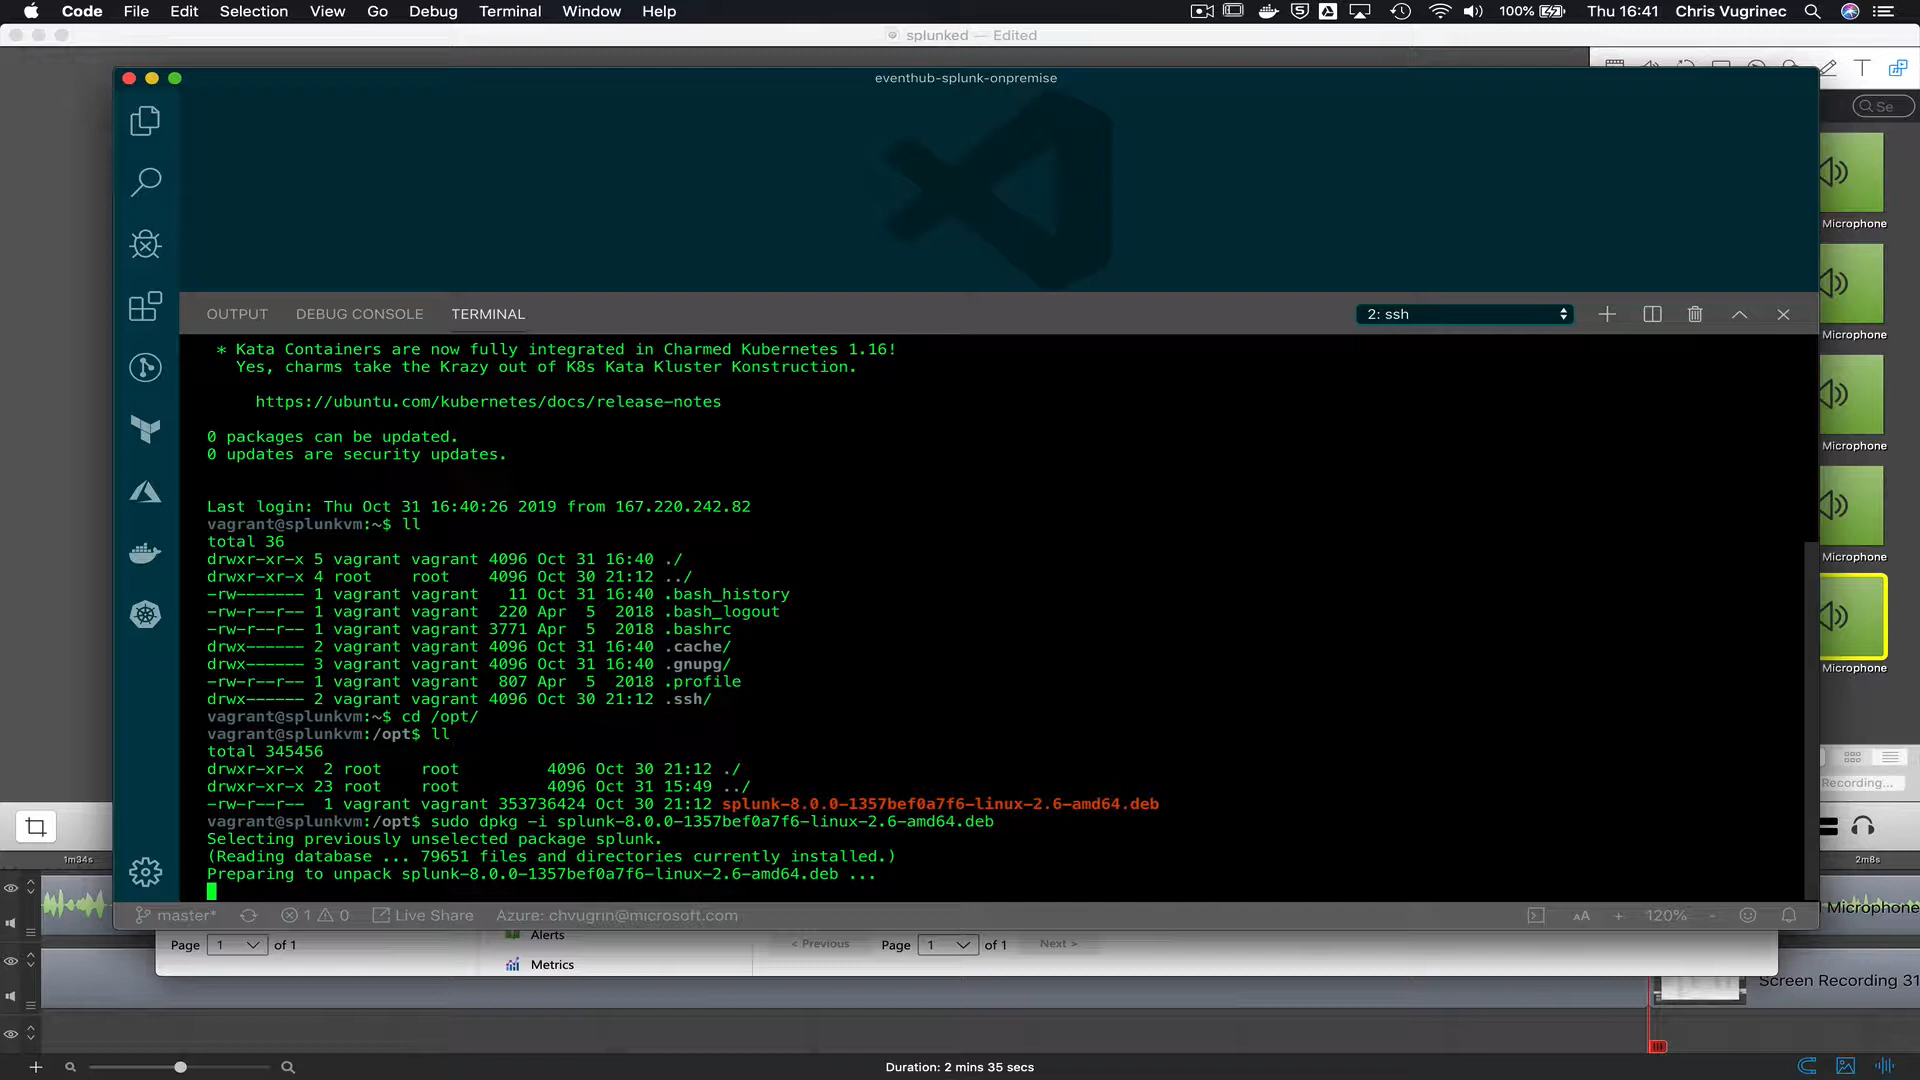 Code File Edit Selection View Go Debug Terminal Window Help 100% Thu 16:41 Chris Vugrinec
splunked — Edited
eventhub-splunk-onpremise
Se
Microphone
Microphone
Microphone
Microphone
Microphone
OUTPUT DEBUG CONSOLE TERMINAL 2: ssh
* Kata Containers are now fully integrated in Charmed Kubernetes 1.16!
Yes, charms take the Krazy out of K8s Kata Kluster Konstruction.
https://ubuntu.com/kubernetes/docs/release-notes
0 packages can be updated.
0 updates are security updates.
Last login: Thu Oct 31 16:40:26 2019 from 167.220.242.82
vagrant@splunkvm:~$ ll
total 36
drwxr-xr-x 5 vagrant vagrant 4096 Oct 31 16:40 ./
drwxr-xr-x 4 root root 4096 Oct 30 21:12 ../
-rw------- 1 vagrant vagrant 11 Oct 31 16:40 .bash_history
-rw-r--r-- 1 vagrant vagrant 220 Apr 5 2018 .bash_logout
-rw-r--r-- 1 vagrant vagrant 3771 Apr 5 2018 .bashrc
drwx------ 2 vagrant vagrant 4096 Oct 31 16:40 .cache/
drwx------ 3 vagrant vagrant 4096 Oct 31 16:40 .gnupg/
-rw-r--r-- 1 vagrant vagrant 807 Apr 5 2018 .profile
drwx------ 2 vagrant vagrant 4096 Oct 30 21:12 .ssh/
vagrant@splunkvm:~$ cd /opt/
vagrant@splunkvm:/opt$ ll
total 345456
drwxr-xr-x 2 root root 4096 Oct 30 21:12 ./
drwxr-xr-x 23 root root 4096 Oct 31 15:49 ../
-rw-r--r-- 1 vagrant vagrant 353736424 Oct 30 21:12 splunk-8.0.0-1357bef0a7f6-linux-2.6-amd64.deb
vagrant@splunkvm:/opt$ sudo dpkg -i splunk-8.0.0-1357bef0a7f6-linux-2.6-amd64.deb
Selecting previously unselected package splunk.
(Reading database ... 79651 files and directories currently installed.)
Preparing to unpack splunk-8.0.0-1357bef0a7f6-linux-2.6-amd64.deb ...
Recording...
1m34s
2m8s
master* 1 0 Live Share Azure: chvugrin@microsoft.com AA + 120% -
Microphone
Page 1 of 1 Alerts < Previous Page 1 of 1 Next >
Metrics
Screen Recording 31
+ Duration: 2 mins 35 secs